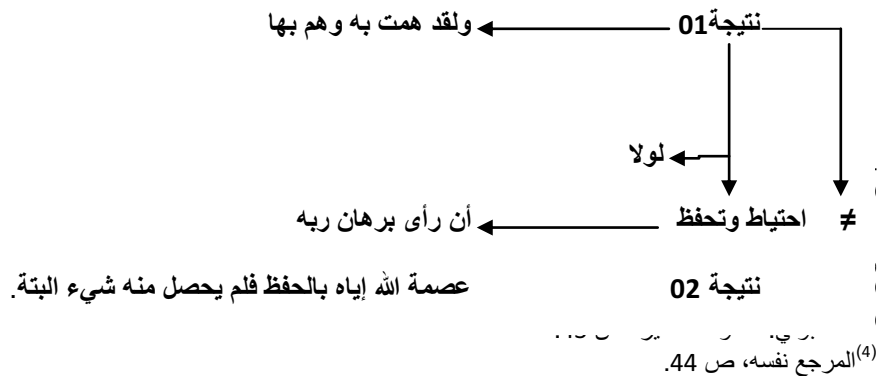 نتيجة01 ولقد همت به وهم بها
لولا
≠ احتياط وتحفظ أن رأى برهان ربه
نتيجة 02 عصمة الله إياه بالحفظ فلم يحصل منه شيء البتة.
(4)المرجع نفسه، ص 44.